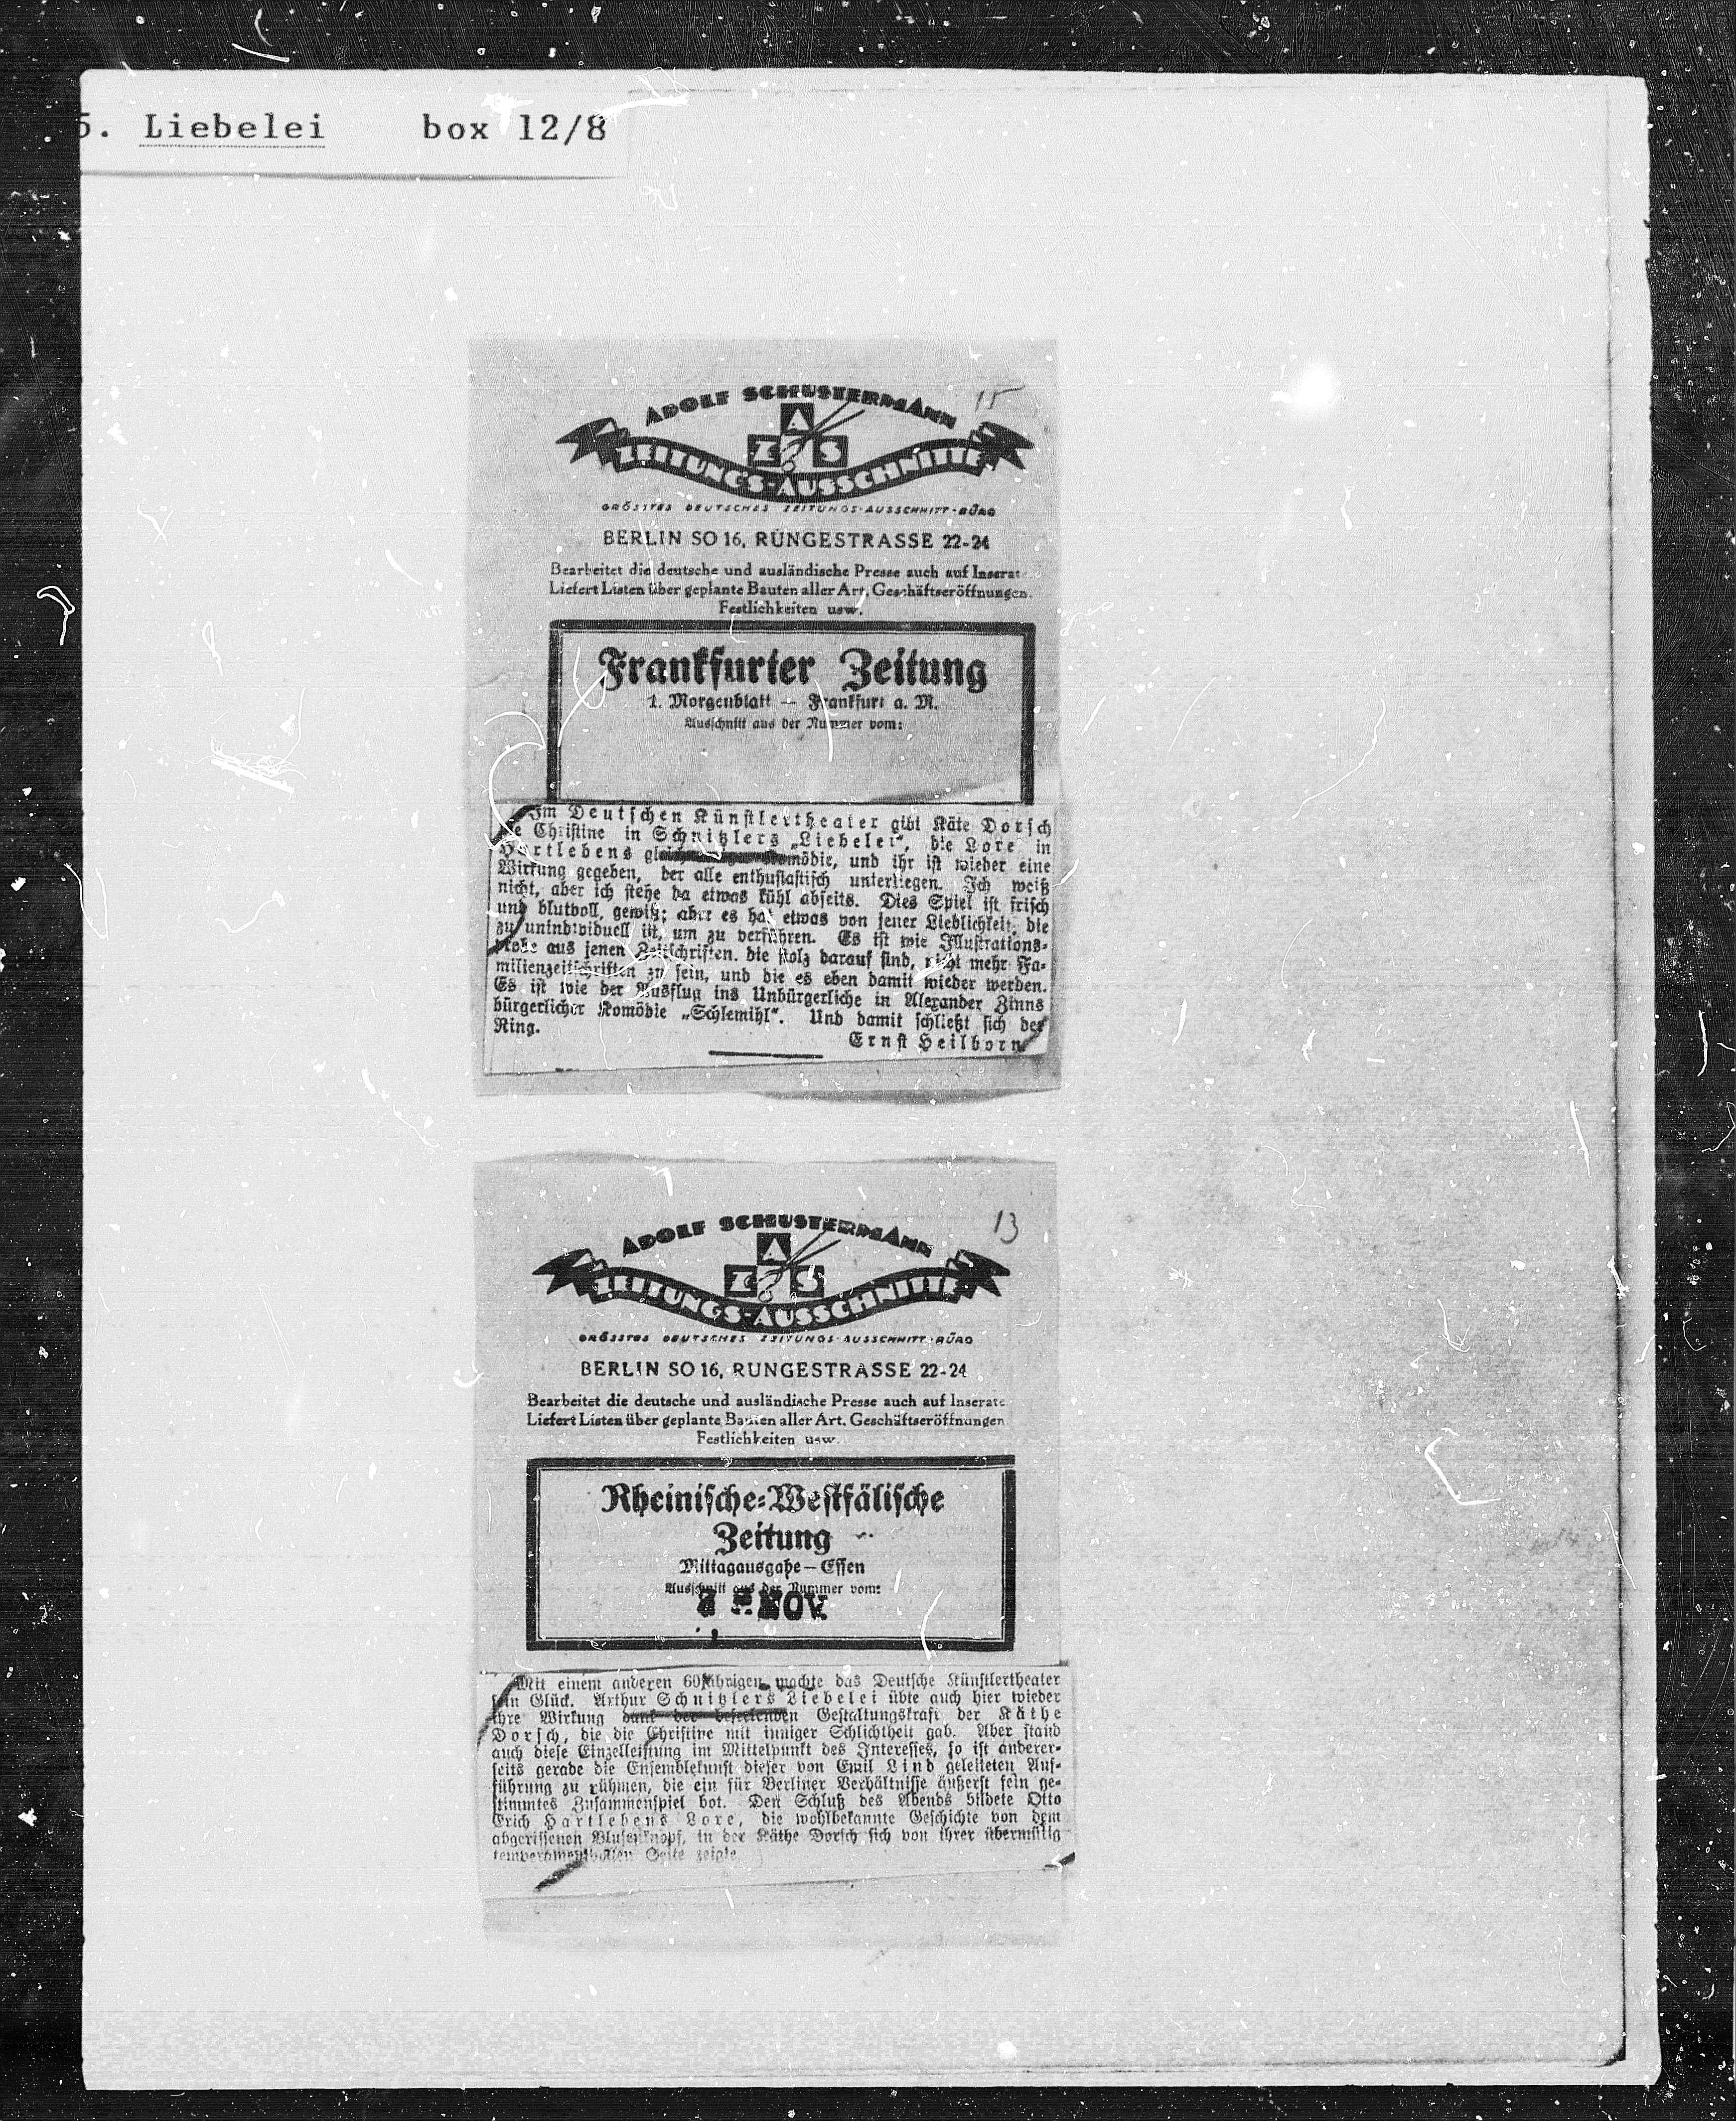 5. Liebelei box 12/8
15
ADOLF SCHUSTERMANN
A
Z S
ZEITUNGS-AUSSCHNITTE
GRÖSSTES DEUTSCHES ZEITUNGS-AUSSCHNITT-BÜRO
BERLIN SO 16, RUNGESTRASSE 22-24
Bearbeitet die deutsche und ausländische Presse auch auf Inserate
Liefert Listen über geplante Bauten aller Art, Geschäftseröffnungen.
Festlichkeiten usw.
Frankfurter Zeitung
1. Morgenblatt — Frankfurt a. M.
Ausschnitt aus der Nummer vom:
Im Deutschen Künstlertheater gibt Käte Dorsch
Christine in Schnitzlers „Liebelei“, die Lore in
Hartlebens und ihr ist wieder eine
Wirkung gegeben, der alle enthusiastisch unterliegen. Ich weiß
nicht, aber ich stehe da etwas kühl abseits. Dies Spiel ist frisch
und blutvoll, gewiß; aber es hat etwas von jener Lieblichkeit, die
zu unindividuell ist, um zu verführen. Es ist wie Illustrations-
aus jenen Zeitschriften, die stolz darauf sind, nicht mehr Fa-
milienzeitschriften zu sein, und die es eben damit wieder werden.
Es ist wie der Ausflug ins Unbürgerliche in Alexander Zinns
bürgerlicher Komödie „Schlemihl“. Und damit schließt sich der
Ring.
Ernst Heilborn.
13
ADOLF SCHUSTERMANN
A
Z S
ZEITUNGS-AUSSCHNITTE
GRÖSSTES DEUTSCHES ZEITUNGS-AUSSCHNITT-BÜRO
BERLIN SO 16, RUNGESTRASSE 22-24
Bearbeitet die deutsche und ausländische Presse auch auf Inserate
Liefert Listen über geplante Bauten aller Art, Geschäftseröffnungen
Festlichkeiten usw.
Rheinische-Westfälische
Zeitung
Mittagausgabe — Essen
Ausschnitt aus der Nummer vom:
NOV.
Mit einem anderen 60jährigen machte das Deutsche Künstlertheater
sein Glück. Arthur Schnitzlers Liebelei übte auch hier wieder
ihre Wirkung dank der beseelenden Gestaltungskraft der Käthe
Dorsch, die die Christine mit inniger Schlichtheit gab. Aber stand
auch diese Einzelleistung im Mittelpunkt des Interesses, so ist anderer-
seits gerade die Ensemblekunst dieser von Emil Lind geleiteten Auf-
führung zu rühmen, die ein für Berliner Verhältnisse äußerst fein ge-
stimmtes Zusammenspiel bot. Den Schluß des Abends bildete Otto
Erich Hartlebens Lore, die wohlbekannte Geschichte von dem
abgerissenen Blusenknopf, in der Käthe Dorsch sich von ihrer übermütig
temperamentvollen Seite zeigte.